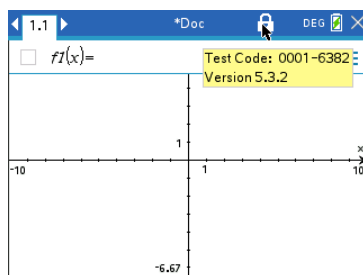 1.1 *Doc DEG
f1(x)=
Test Code: 0001-6382
Version 5.3.2
1
x
-10 1 10
-6.67